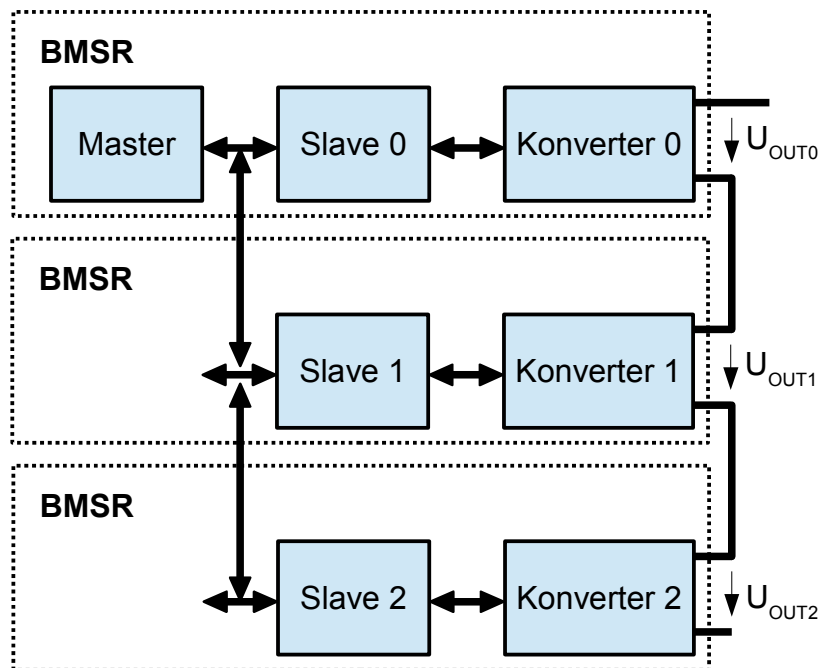 BMSR
Master
Slave 0
Konverter 0
U_OUT0
BMSR
Slave 1
Konverter 1
U_OUT1
BMSR
Slave 2
Konverter 2
U_OUT2